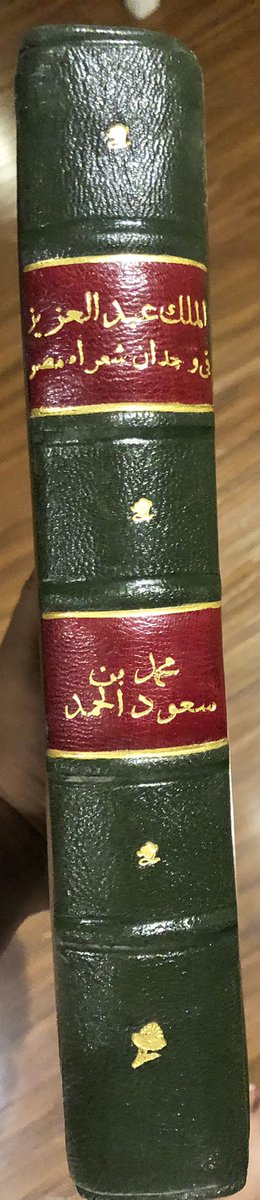 الملك عبد العزيز
في وجدان شعراء مصر
محمد بن
سعود الحمد